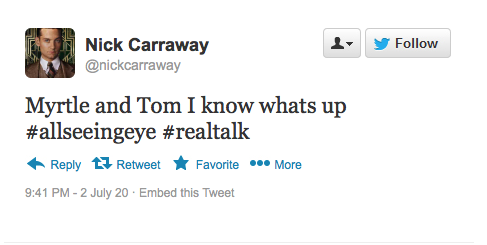 Nick Carraway
@nickcarraway
Follow
Myrtle and Tom I know whats up
#allseeingeye #realtalk
Reply Retweet Favorite More
9:41 PM - 2 July 20 · Embed this Tweet